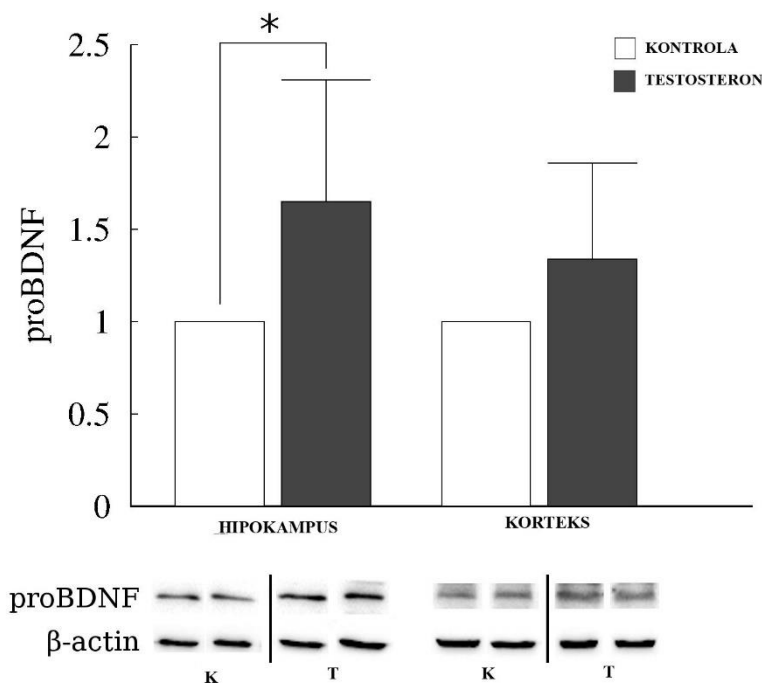 *
2.5
2
1.5
1
0.5
0
proBDNF
KONTROLA
TESTOSTERON
HIPOKAMPUS
KORTEKS
proBDNF
β-actin
K
T
K
T